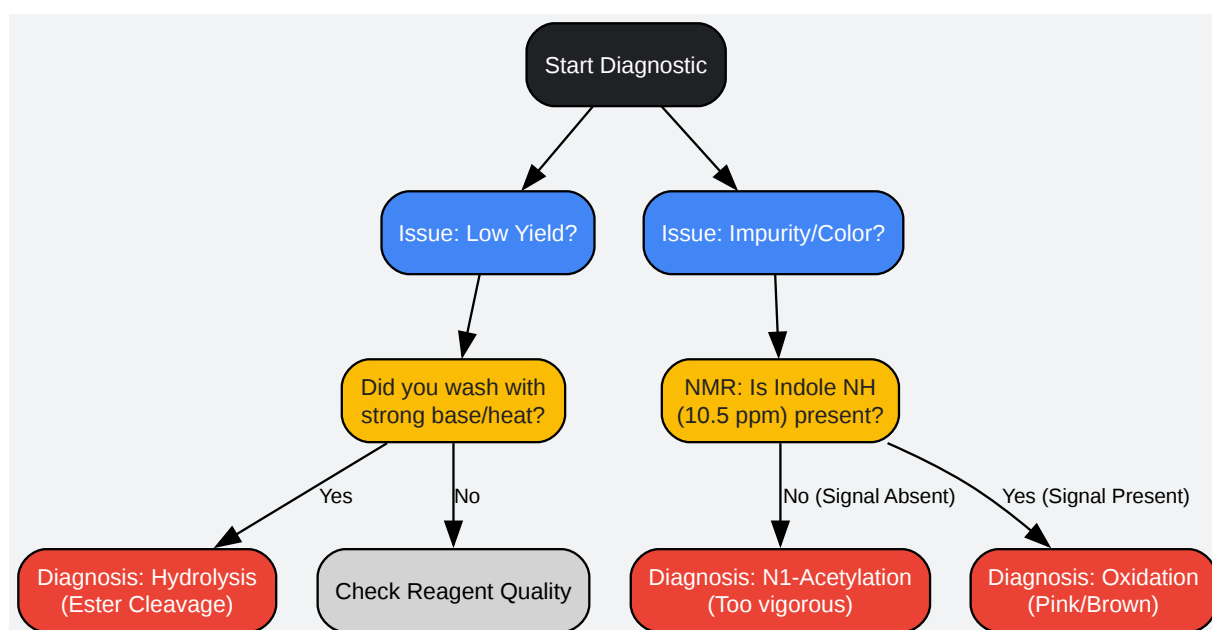 Start Diagnostic
Issue: Low Yield?
Issue: Impurity/Color?
Did you wash with
strong base/heat?
NMR: Is Indole NH
(10.5 ppm) present?
Yes
No
No (Signal Absent)
Yes (Signal Present)
Diagnosis: Hydrolysis
(Ester Cleavage)
Check Reagent Quality
Diagnosis: N1-Acetylation
(Too vigorous)
Diagnosis: Oxidation
(Pink/Brown)